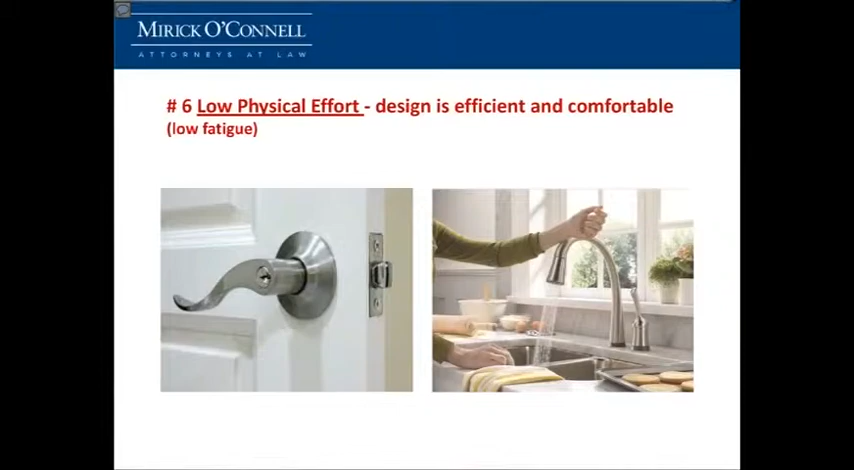 MIRICK O'CONNELL
ATTORNEYS AT LAW
# 6 Low Physical Effort - design is efficient and comfortable
(low fatigue)